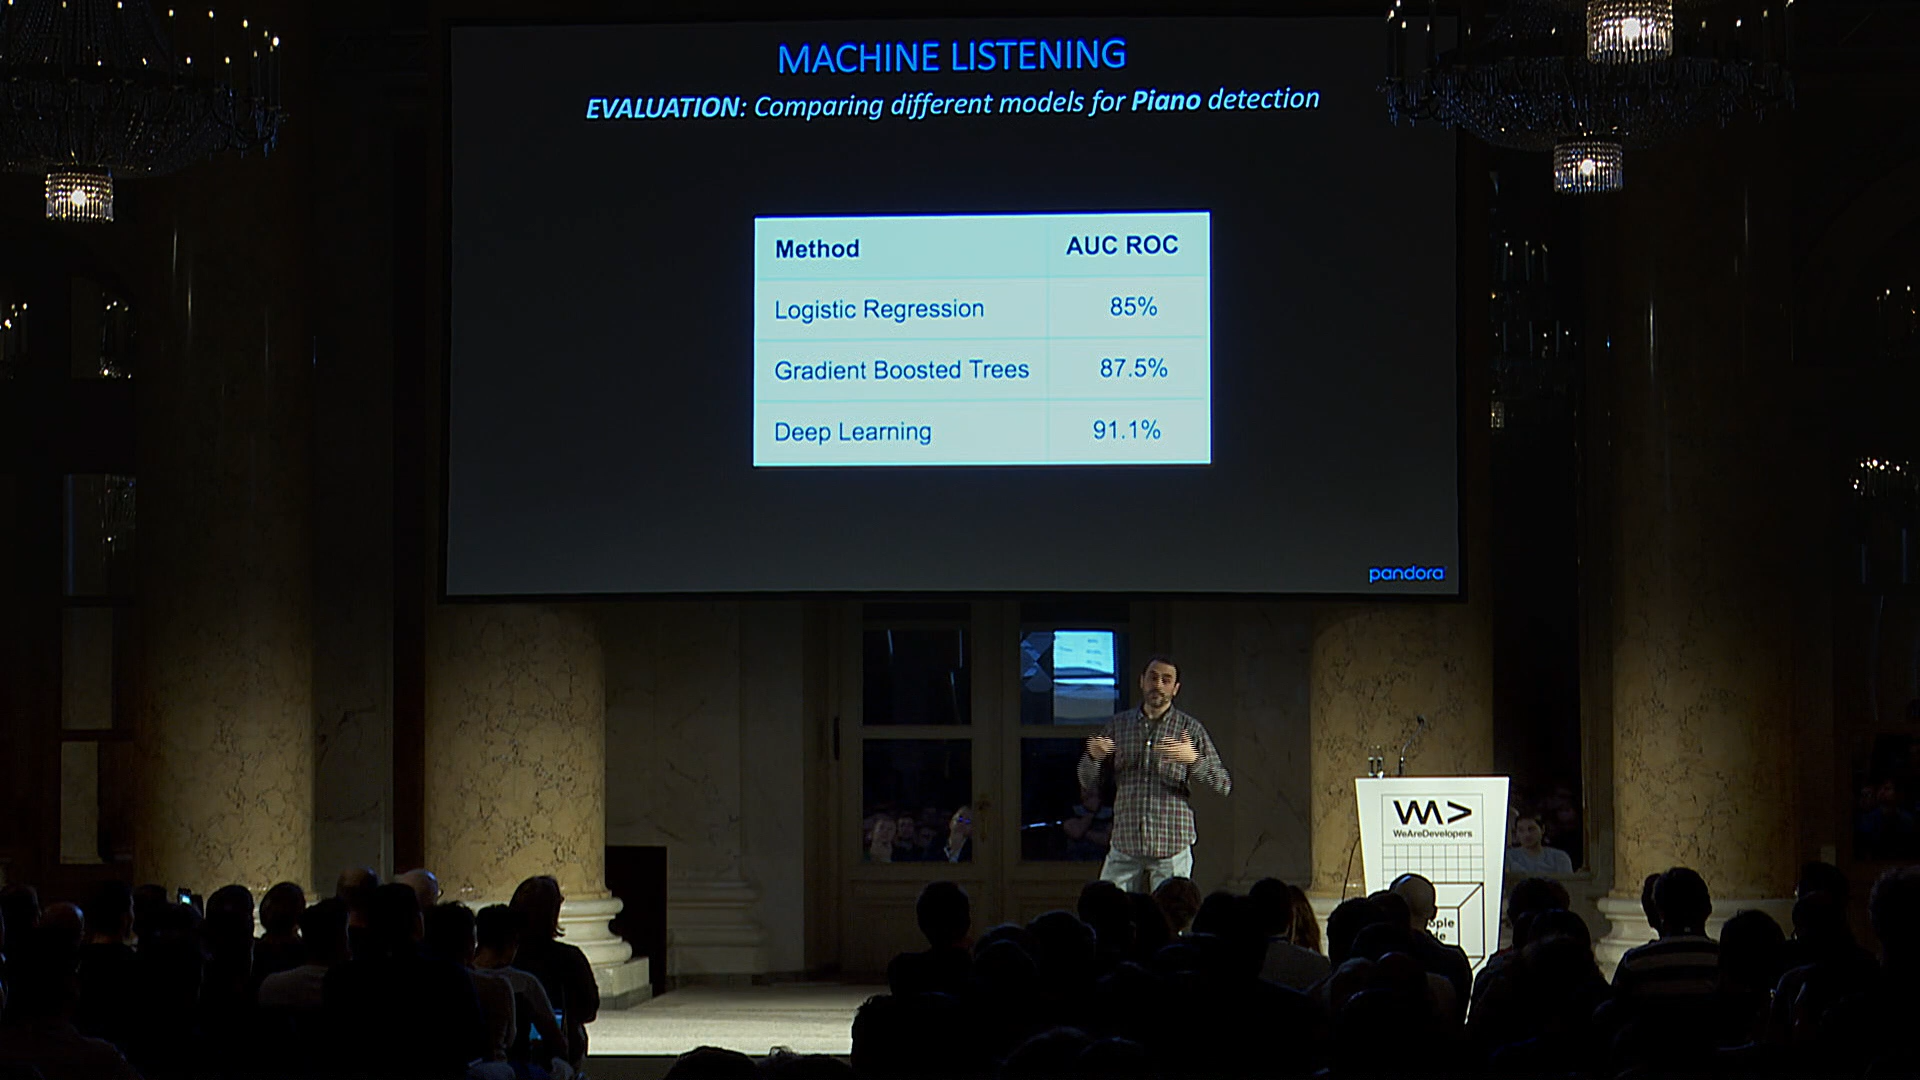 MACHINE LISTENING
EVALUATION: Comparing different models for Piano detection
Method AUC ROC
Logistic Regression 85%
Gradient Boosted Trees 87.5%
Deep Learning 91.1%
pandora
WeAreDevelopers